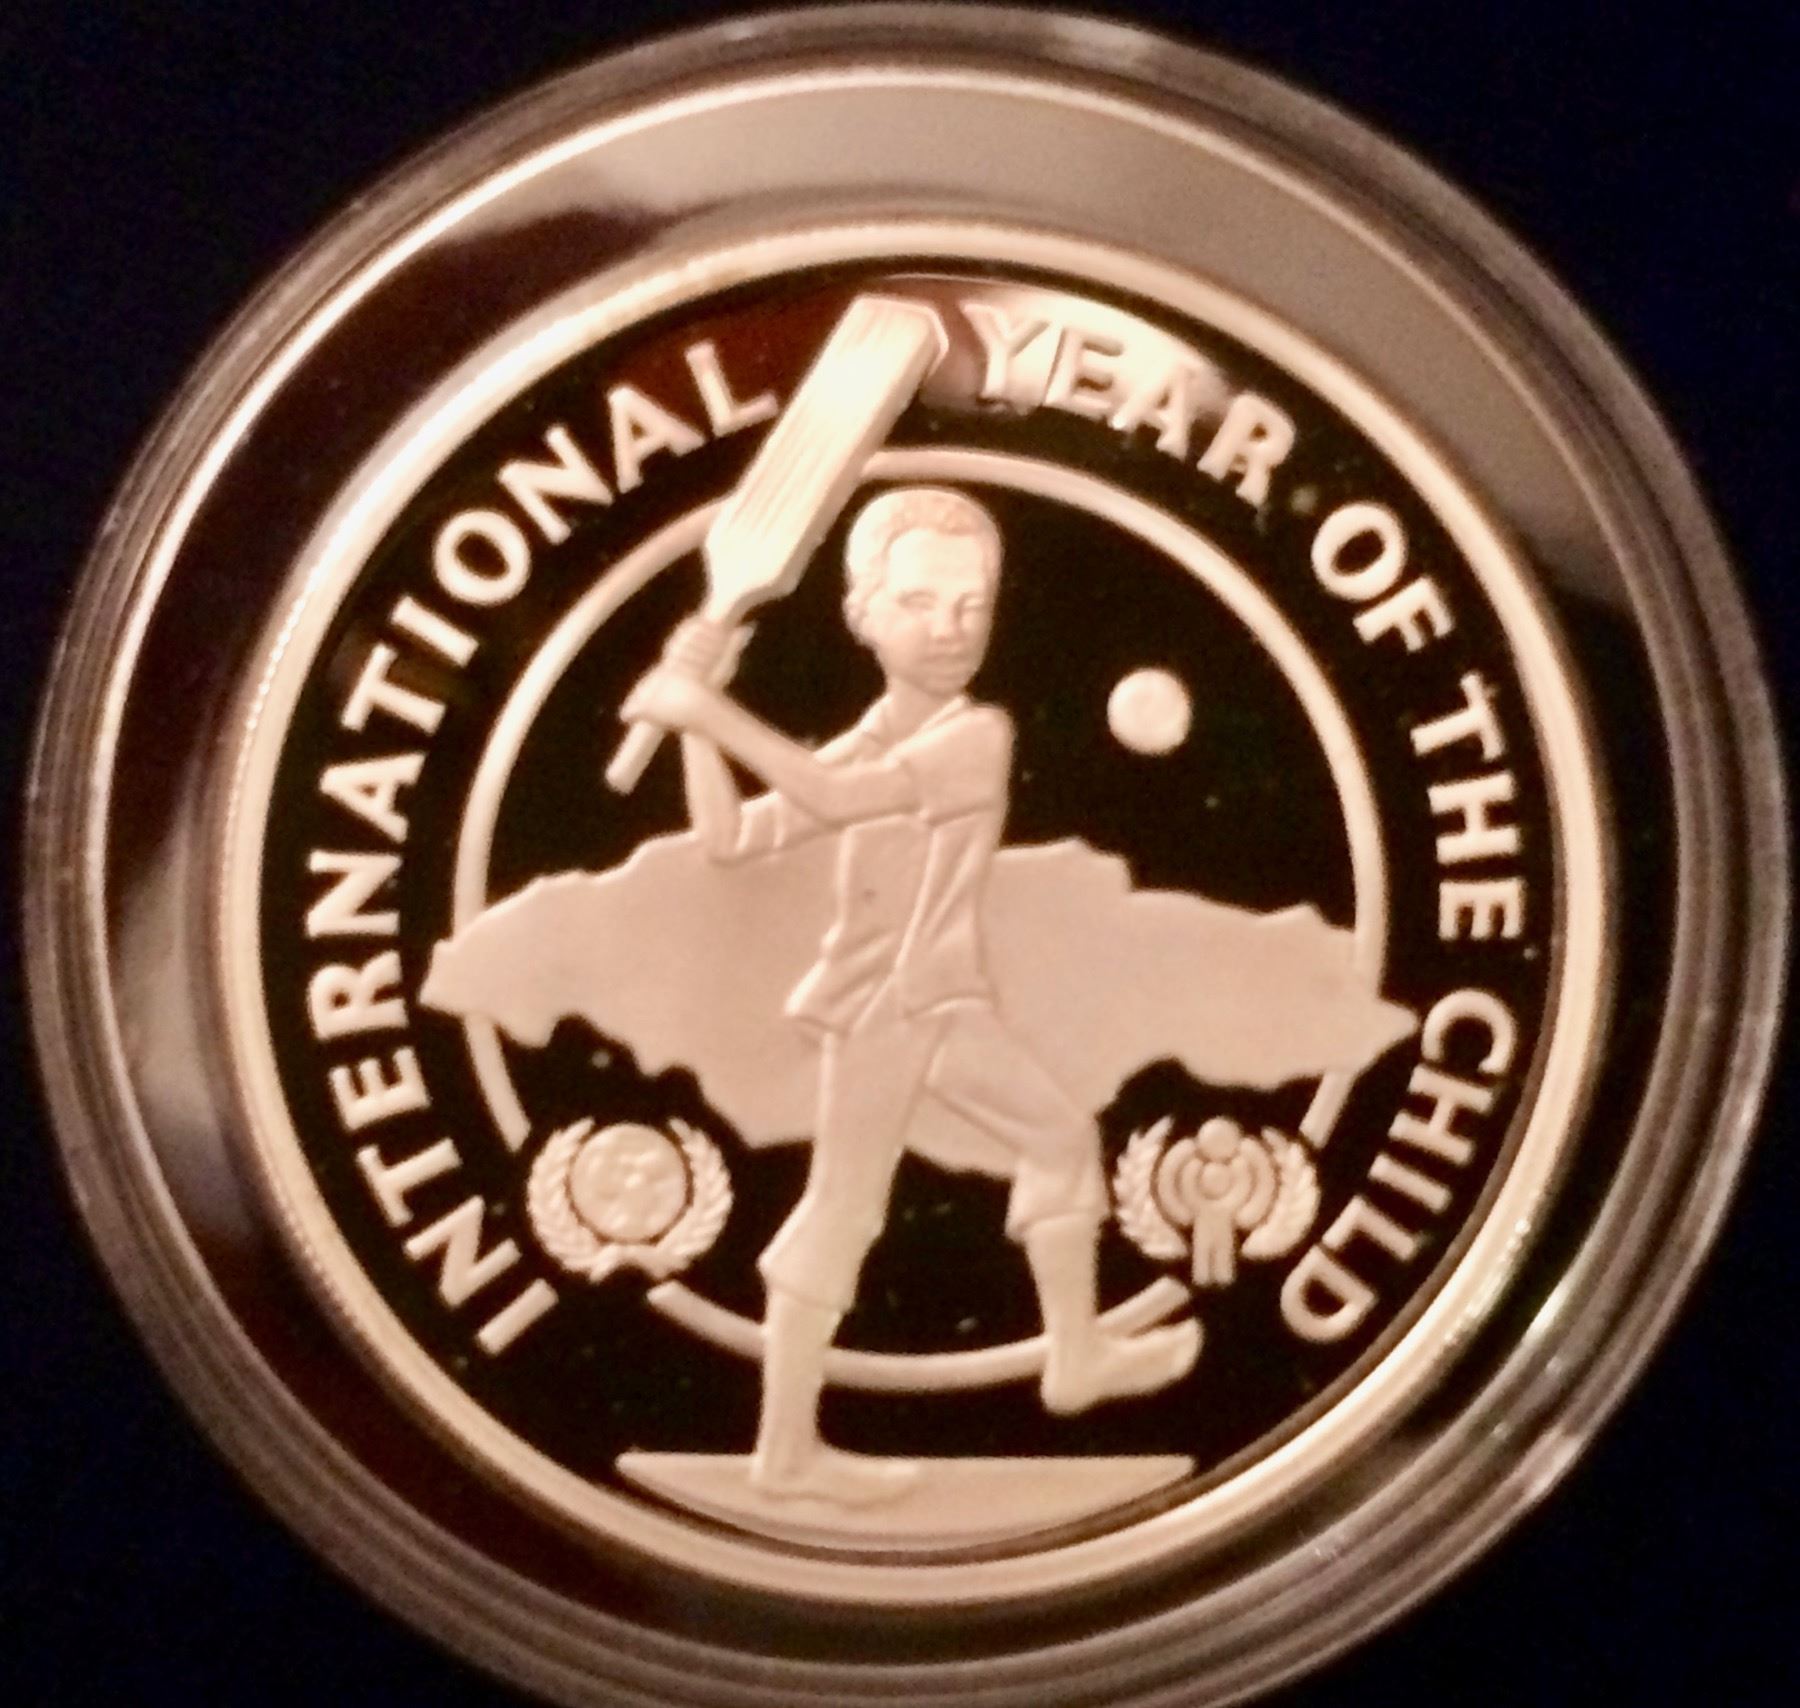 INTERNATIONAL YEAR OF THE CHILD